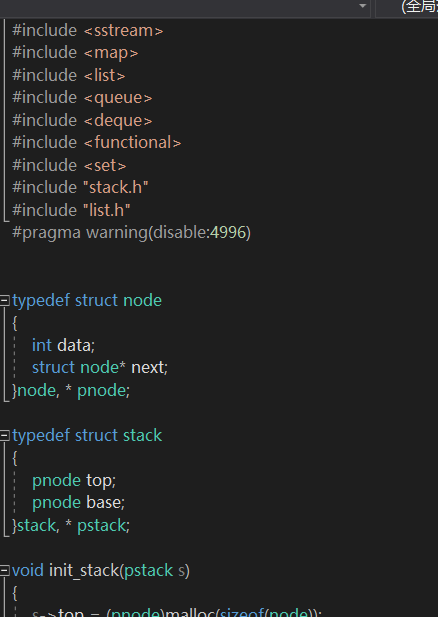 (全局
#include <sstream>
#include <map>
#include <list>
#include <queue>
#include <deque>
#include <functional>
#include <set>
#include "stack.h"
#include "list.h"
#pragma warning(disable:4996)
typedef struct node
{
int data;
struct node* next;
}node, * pnode;
typedef struct stack
{
pnode top;
pnode base;
}stack, * pstack;
void init_stack(pstack s)
{
s->top = (pnode)malloc(sizeof(node));